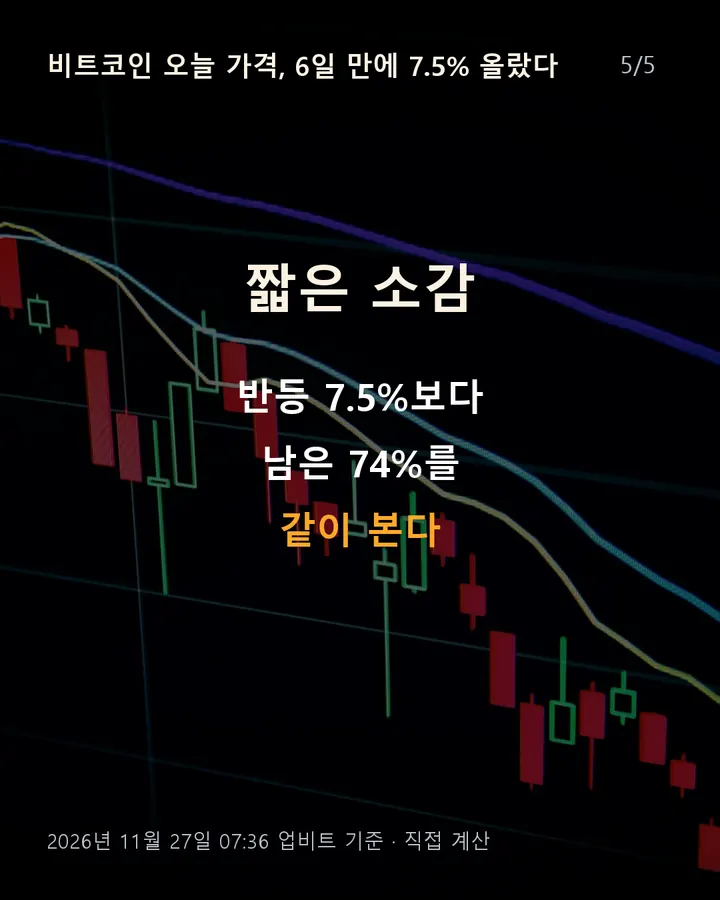 비트코인 오늘 가격, 6일 만에 7.5% 올랐다
5/5
짧은 소감
반등 7.5%보다
남은 74%를
같이 본다
2026년 11월 27일 07:36 업비트 기준 · 직접 계산